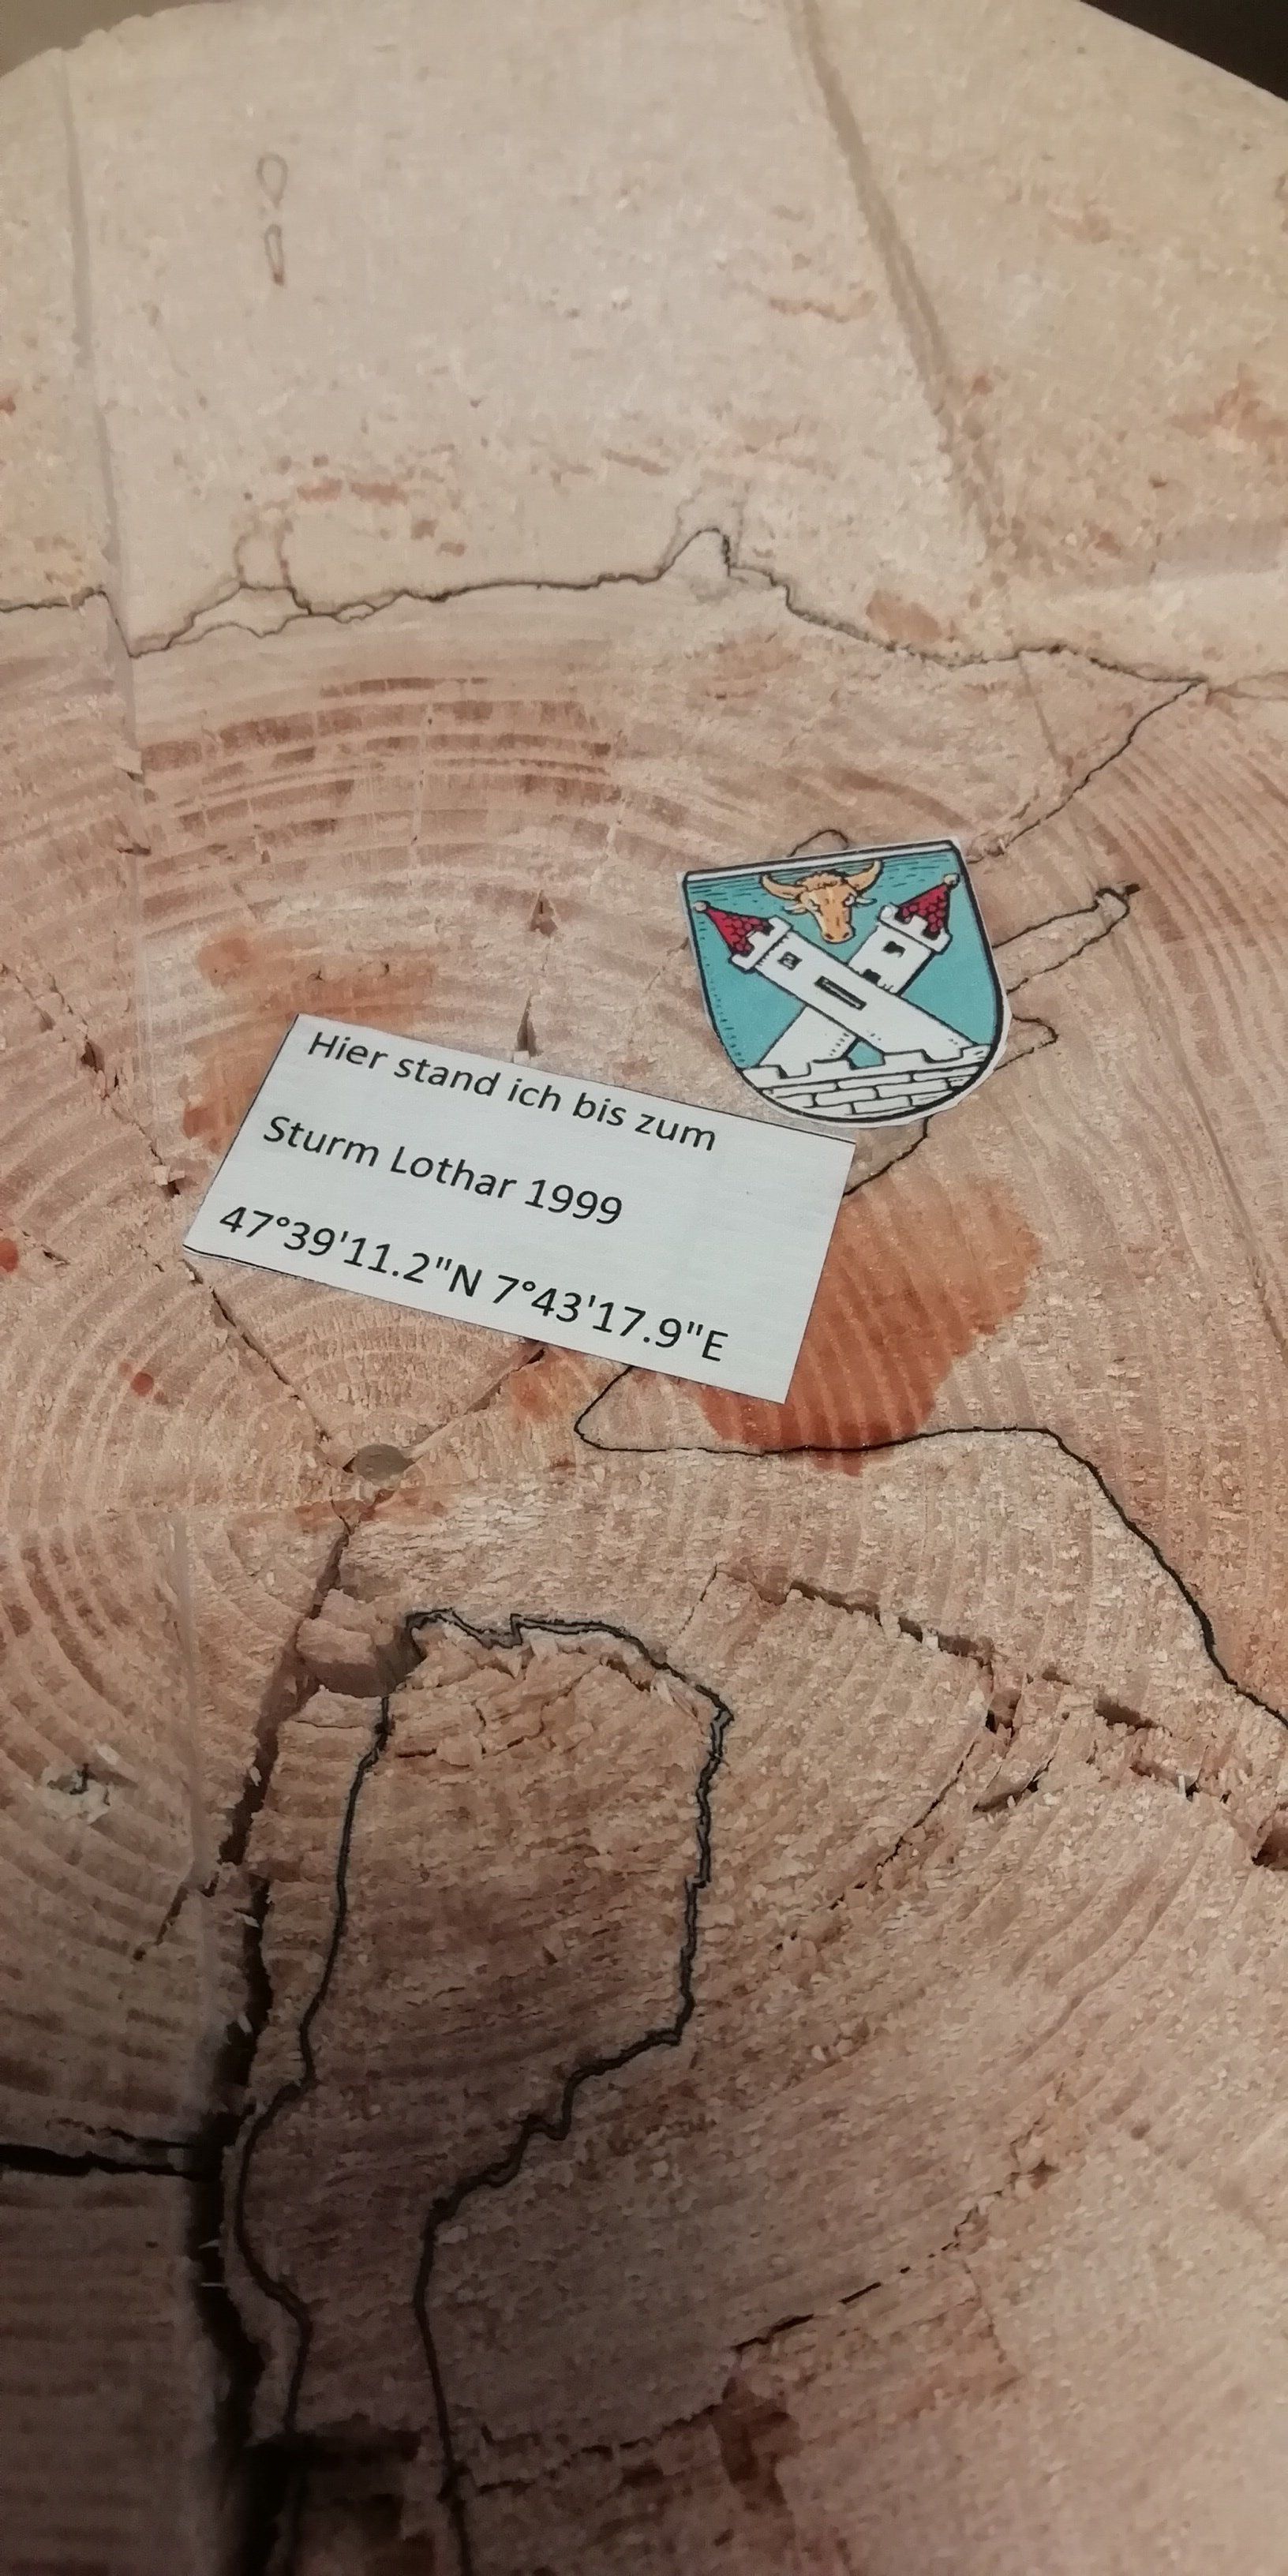 Hier stand ich bis zum
Sturm Lothar 1999
47°39'11.2"N 7°43'17.9"E